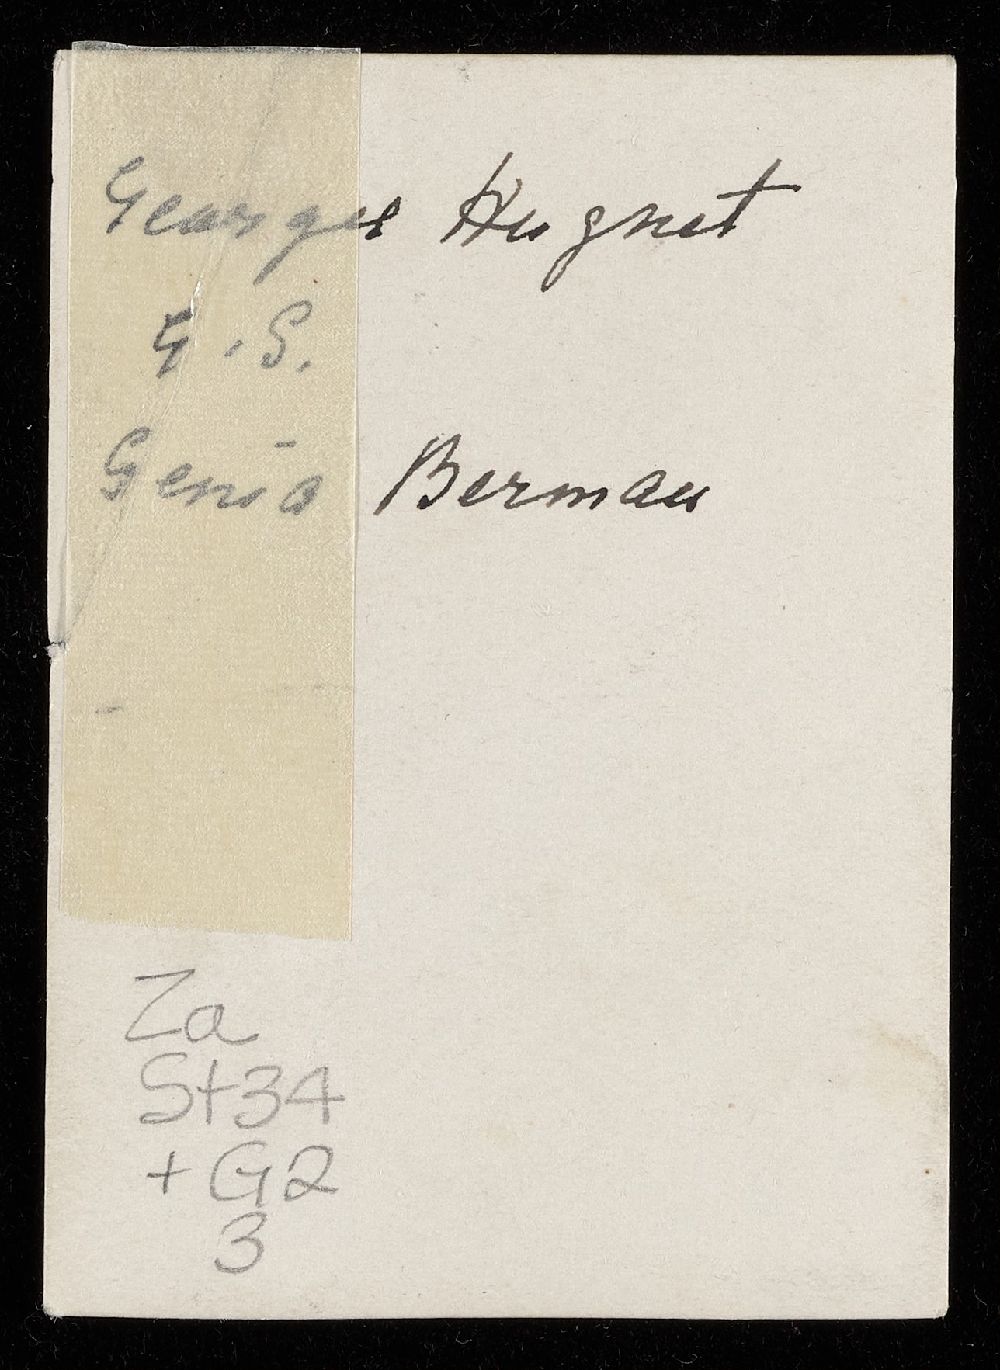 Georges Hugnet
G. S.
Genia Berman
Za
St34
+G2
3